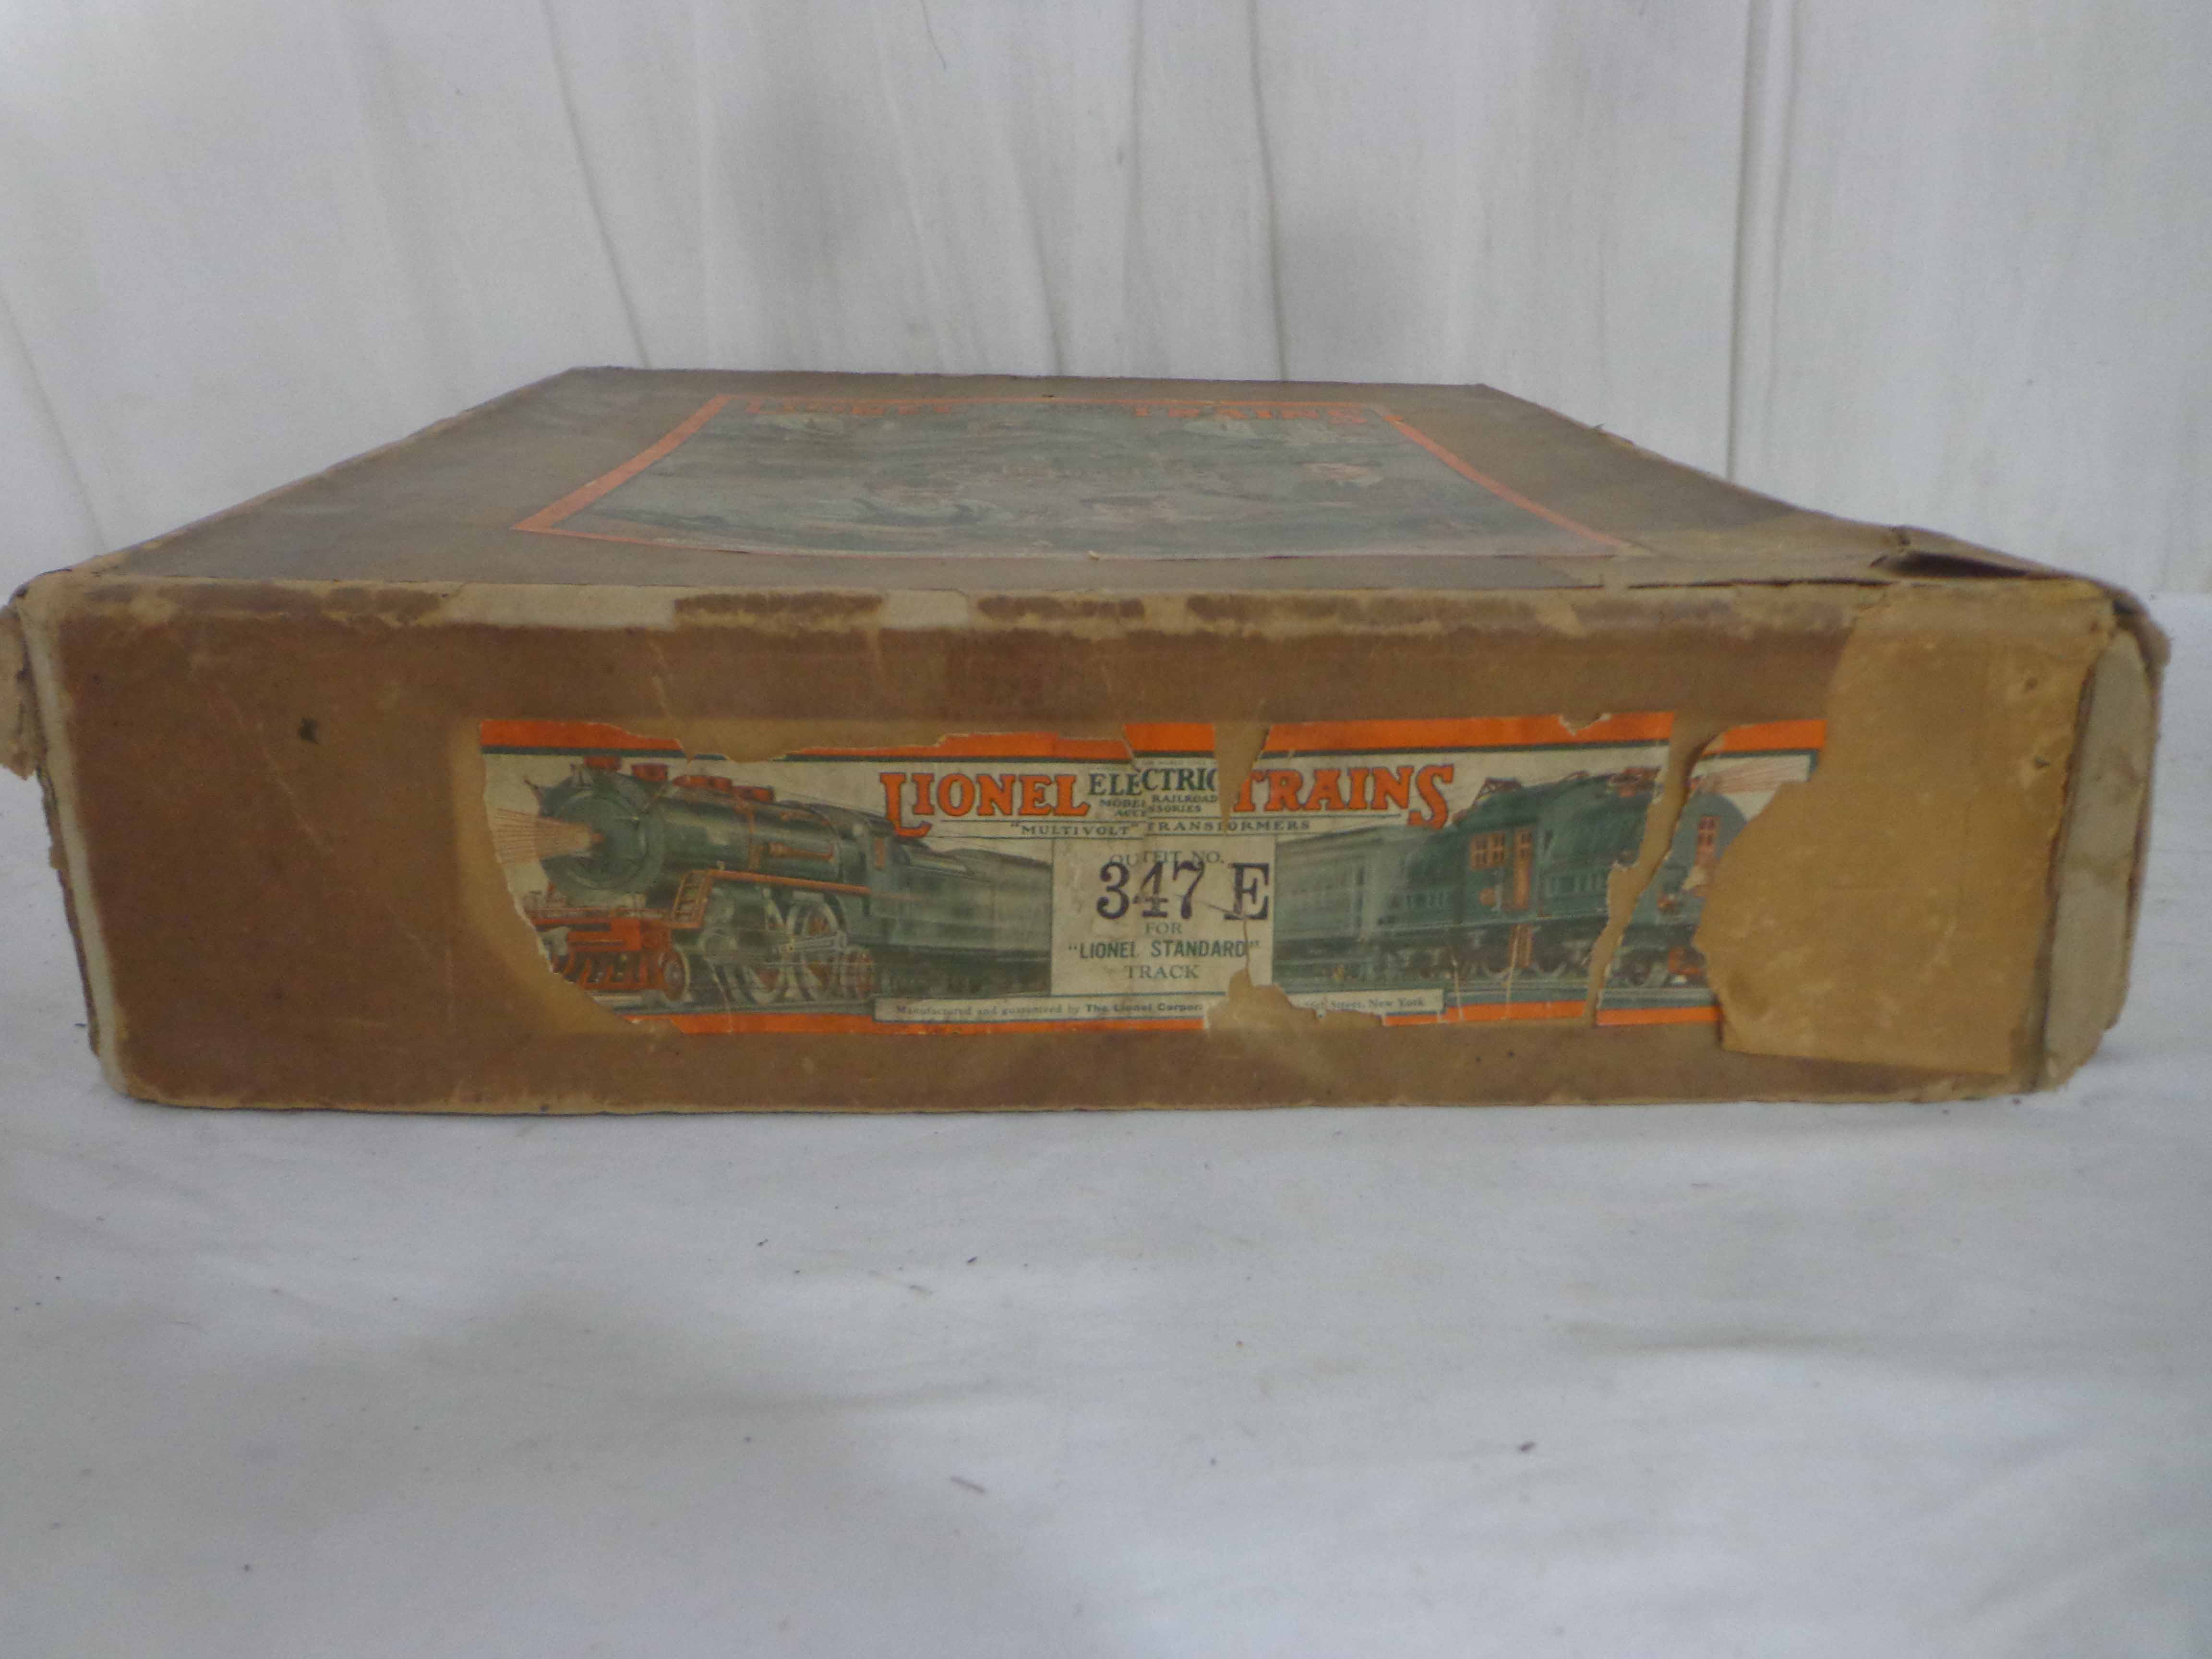 TRAINS
LIONEL ELECTRIC TRAINS
MODEL RAILROAD
ACCESSORIES
"MULTIVOLT" TRANSFORMERS
OUTFIT NO.
347 E
FOR
"LIONEL STANDARD"
TRACK
Manufactured and guaranteed by The Lionel Corpor Street, New York